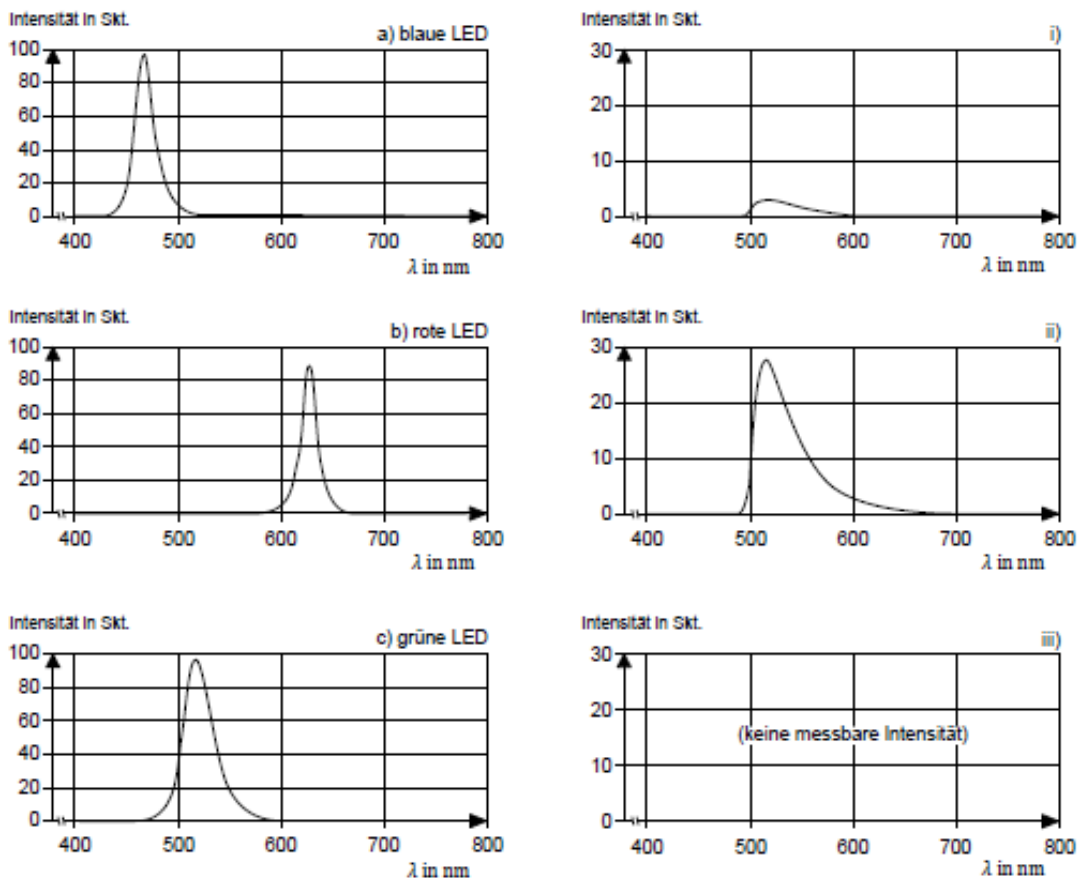 Intensität in Skt.
a) blaue LED
100
80
60
40
20
0
400 500 600 700 800
λ in nm
Intensität in Skt.
i)
30
20
10
0
400 500 600 700 800
λ in nm
Intensität in Skt.
b) rote LED
100
80
60
40
20
0
400 500 600 700 800
λ in nm
Intensität in Skt.
ii)
30
20
10
0
400 500 600 700 800
λ in nm
Intensität in Skt.
c) grüne LED
100
80
60
40
20
0
400 500 600 700 800
λ in nm
Intensität in Skt.
iii)
30
20
(keine messbare Intensität)
10
0
400 500 600 700 800
λ in nm